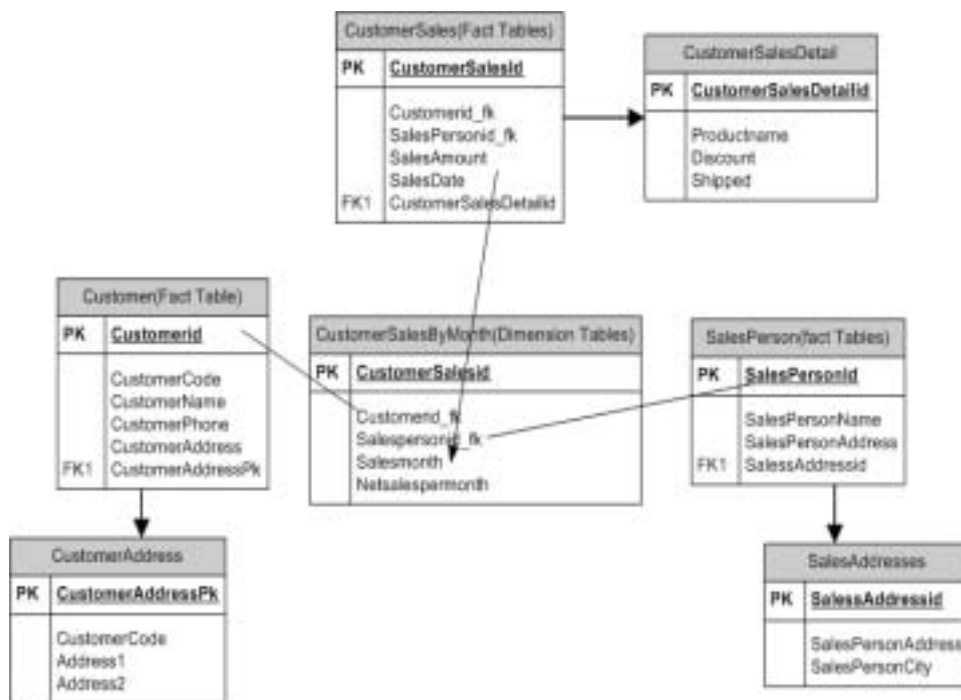 CustomerSales(Fact Tables)
PK CustomerSalesId
Customerid_fk
SalesPersonid_fk
SalesAmount
SalesDate
FK1 CustomerSalesDetailid
CustomerSalesDetail
PK CustomerSalesDetailid
Productname
Discount
Shipped
Customer(Fact Table)
PK Customerid
CustomerCode
CustomerName
CustomerPhone
CustomerAddress
FK1 CustomerAddressPk
CustomerSalesByMonth(Dimension Tables)
PK CustomerSalesid
Customerid_fk
Salespersonid_fk
Salesmonth
Netsalespermonth
SalesPerson(fact Tables)
PK SalesPersonId
SalesPersonName
SalesPersonAddress
FK1 SalessAddressid
CustomerAddress
PK CustomerAddressPk
CustomerCode
Address1
Address2
SalesAddresses
PK SalessAddressid
SalesPersonAddress
SalesPersonCity